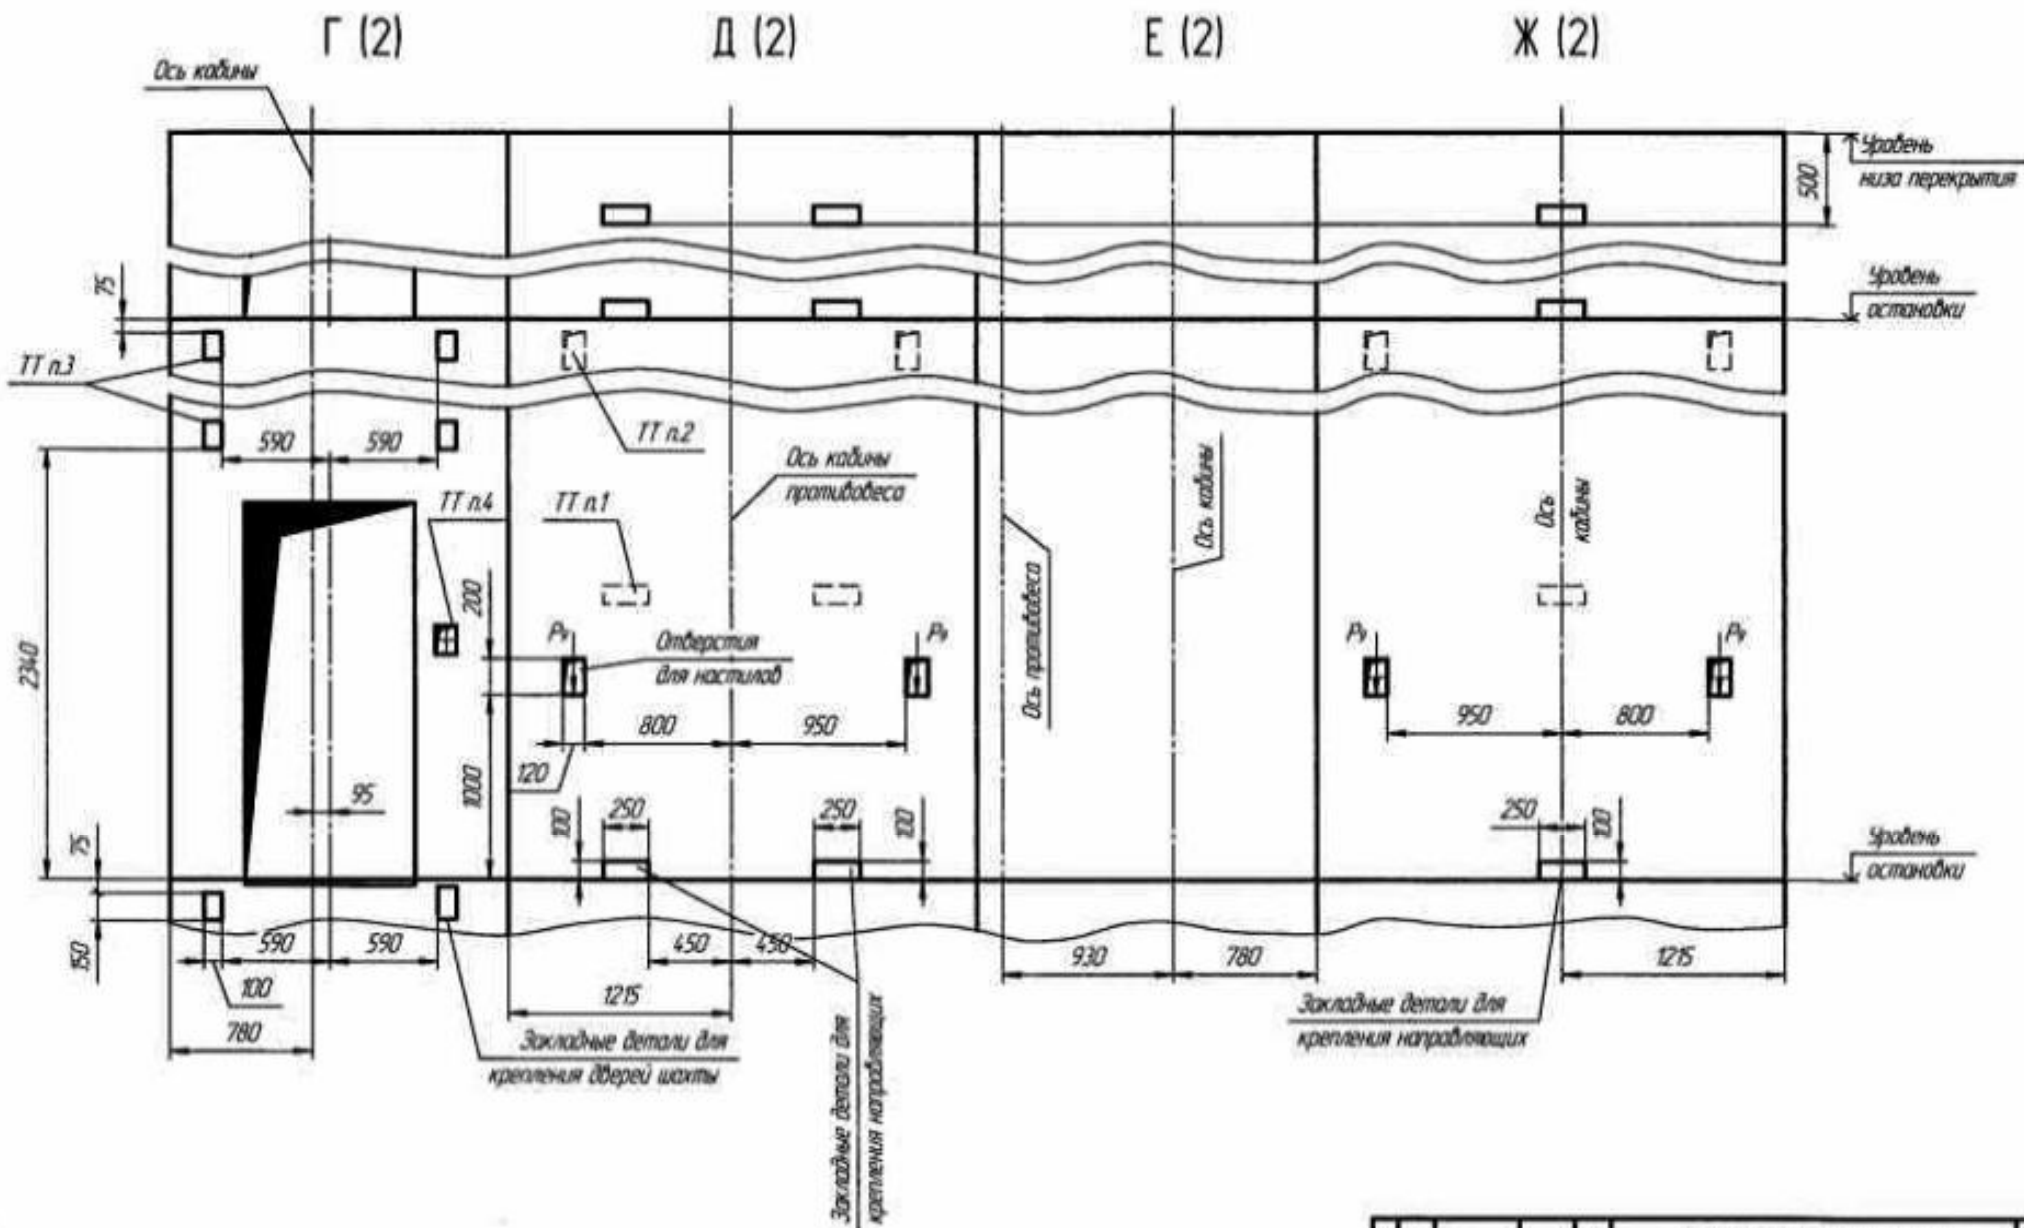 Г (2)
Д (2)
Е (2)
Ж (2)
Ось кабины
Уровень
низа перекрытия
500
75
Уровень
остановки
ТТ п.3
ТТ п.2
590
590
Ось кабины
противовеса
Ось кабины
Ось
кабины
ТТ п.4
ТТ п.1
Ось противовеса
2340
200
Р₉
Отверстия
для настилов
Р₉
Р₉
Р₉
800
950
950
800
120
1000
95
100
250
250
100
250
100
75
Уровень
остановки
150
590
590
450
450
930
780
1215
100
1215
780
Закладные детали для
крепления дверей шахты
Закладные детали для
крепления направляющих
Закладные детали для
крепления направляющих